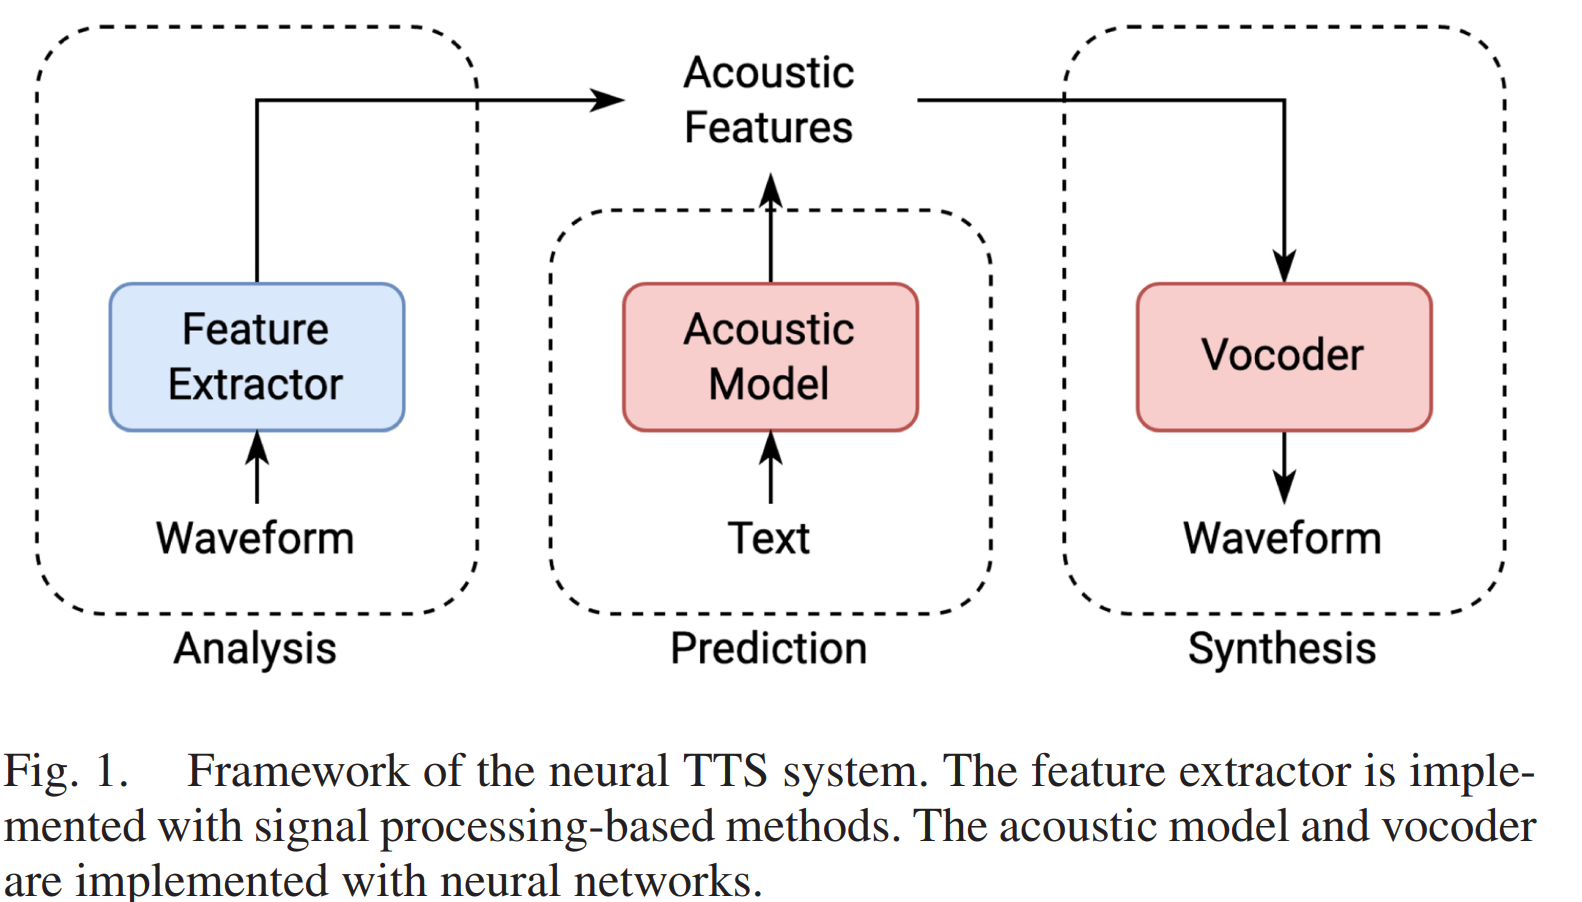 Acoustic
Features
Feature
Extractor
Acoustic
Model
Vocoder
Waveform
Text
Waveform
Analysis
Prediction
Synthesis
Fig. 1. Framework of the neural TTS system. The feature extractor is imple-
mented with signal processing-based methods. The acoustic model and vocoder
are implemented with neural networks.